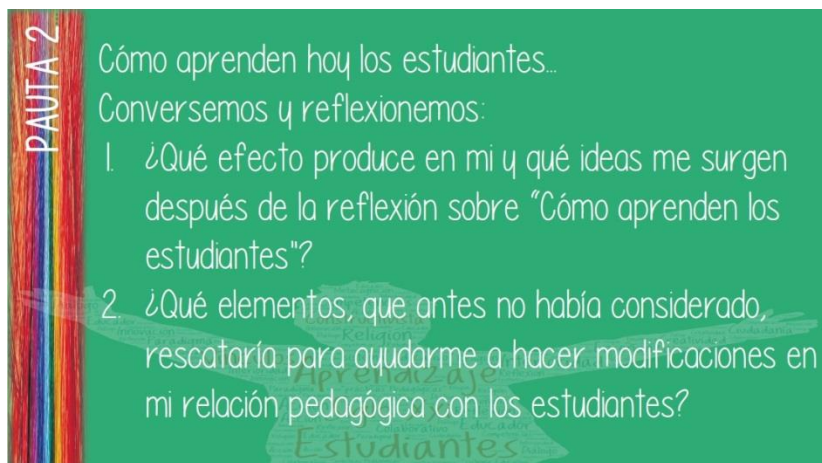 PAUTA 2
Cómo aprenden hoy los estudiantes...
Conversemos y reflexionemos:
1. ¿Qué efecto produce en mi y qué ideas me surgen
después de la reflexión sobre "Cómo aprenden los
estudiantes"?
2. ¿Qué elementos, que antes no había considerado,
rescataría para ayudarme a hacer modificaciones en
mi relación pedagógica con los estudiantes?
Religión
Aprendizaje
Educador
Estudiantes